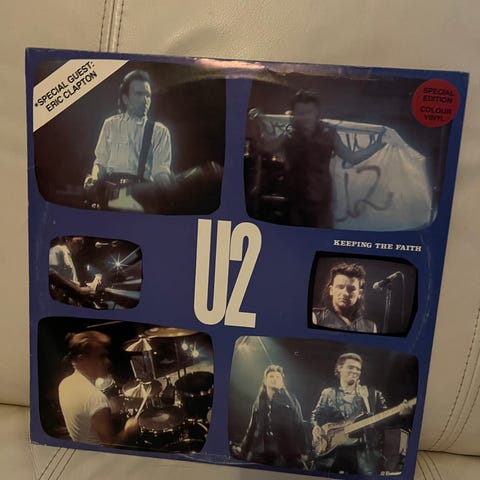 *SPECIAL GUEST:
ERIC CLAPTON
SPECIAL
EDITION
COLOUR
VINYL
U2
U2
KEEPING THE FAITH